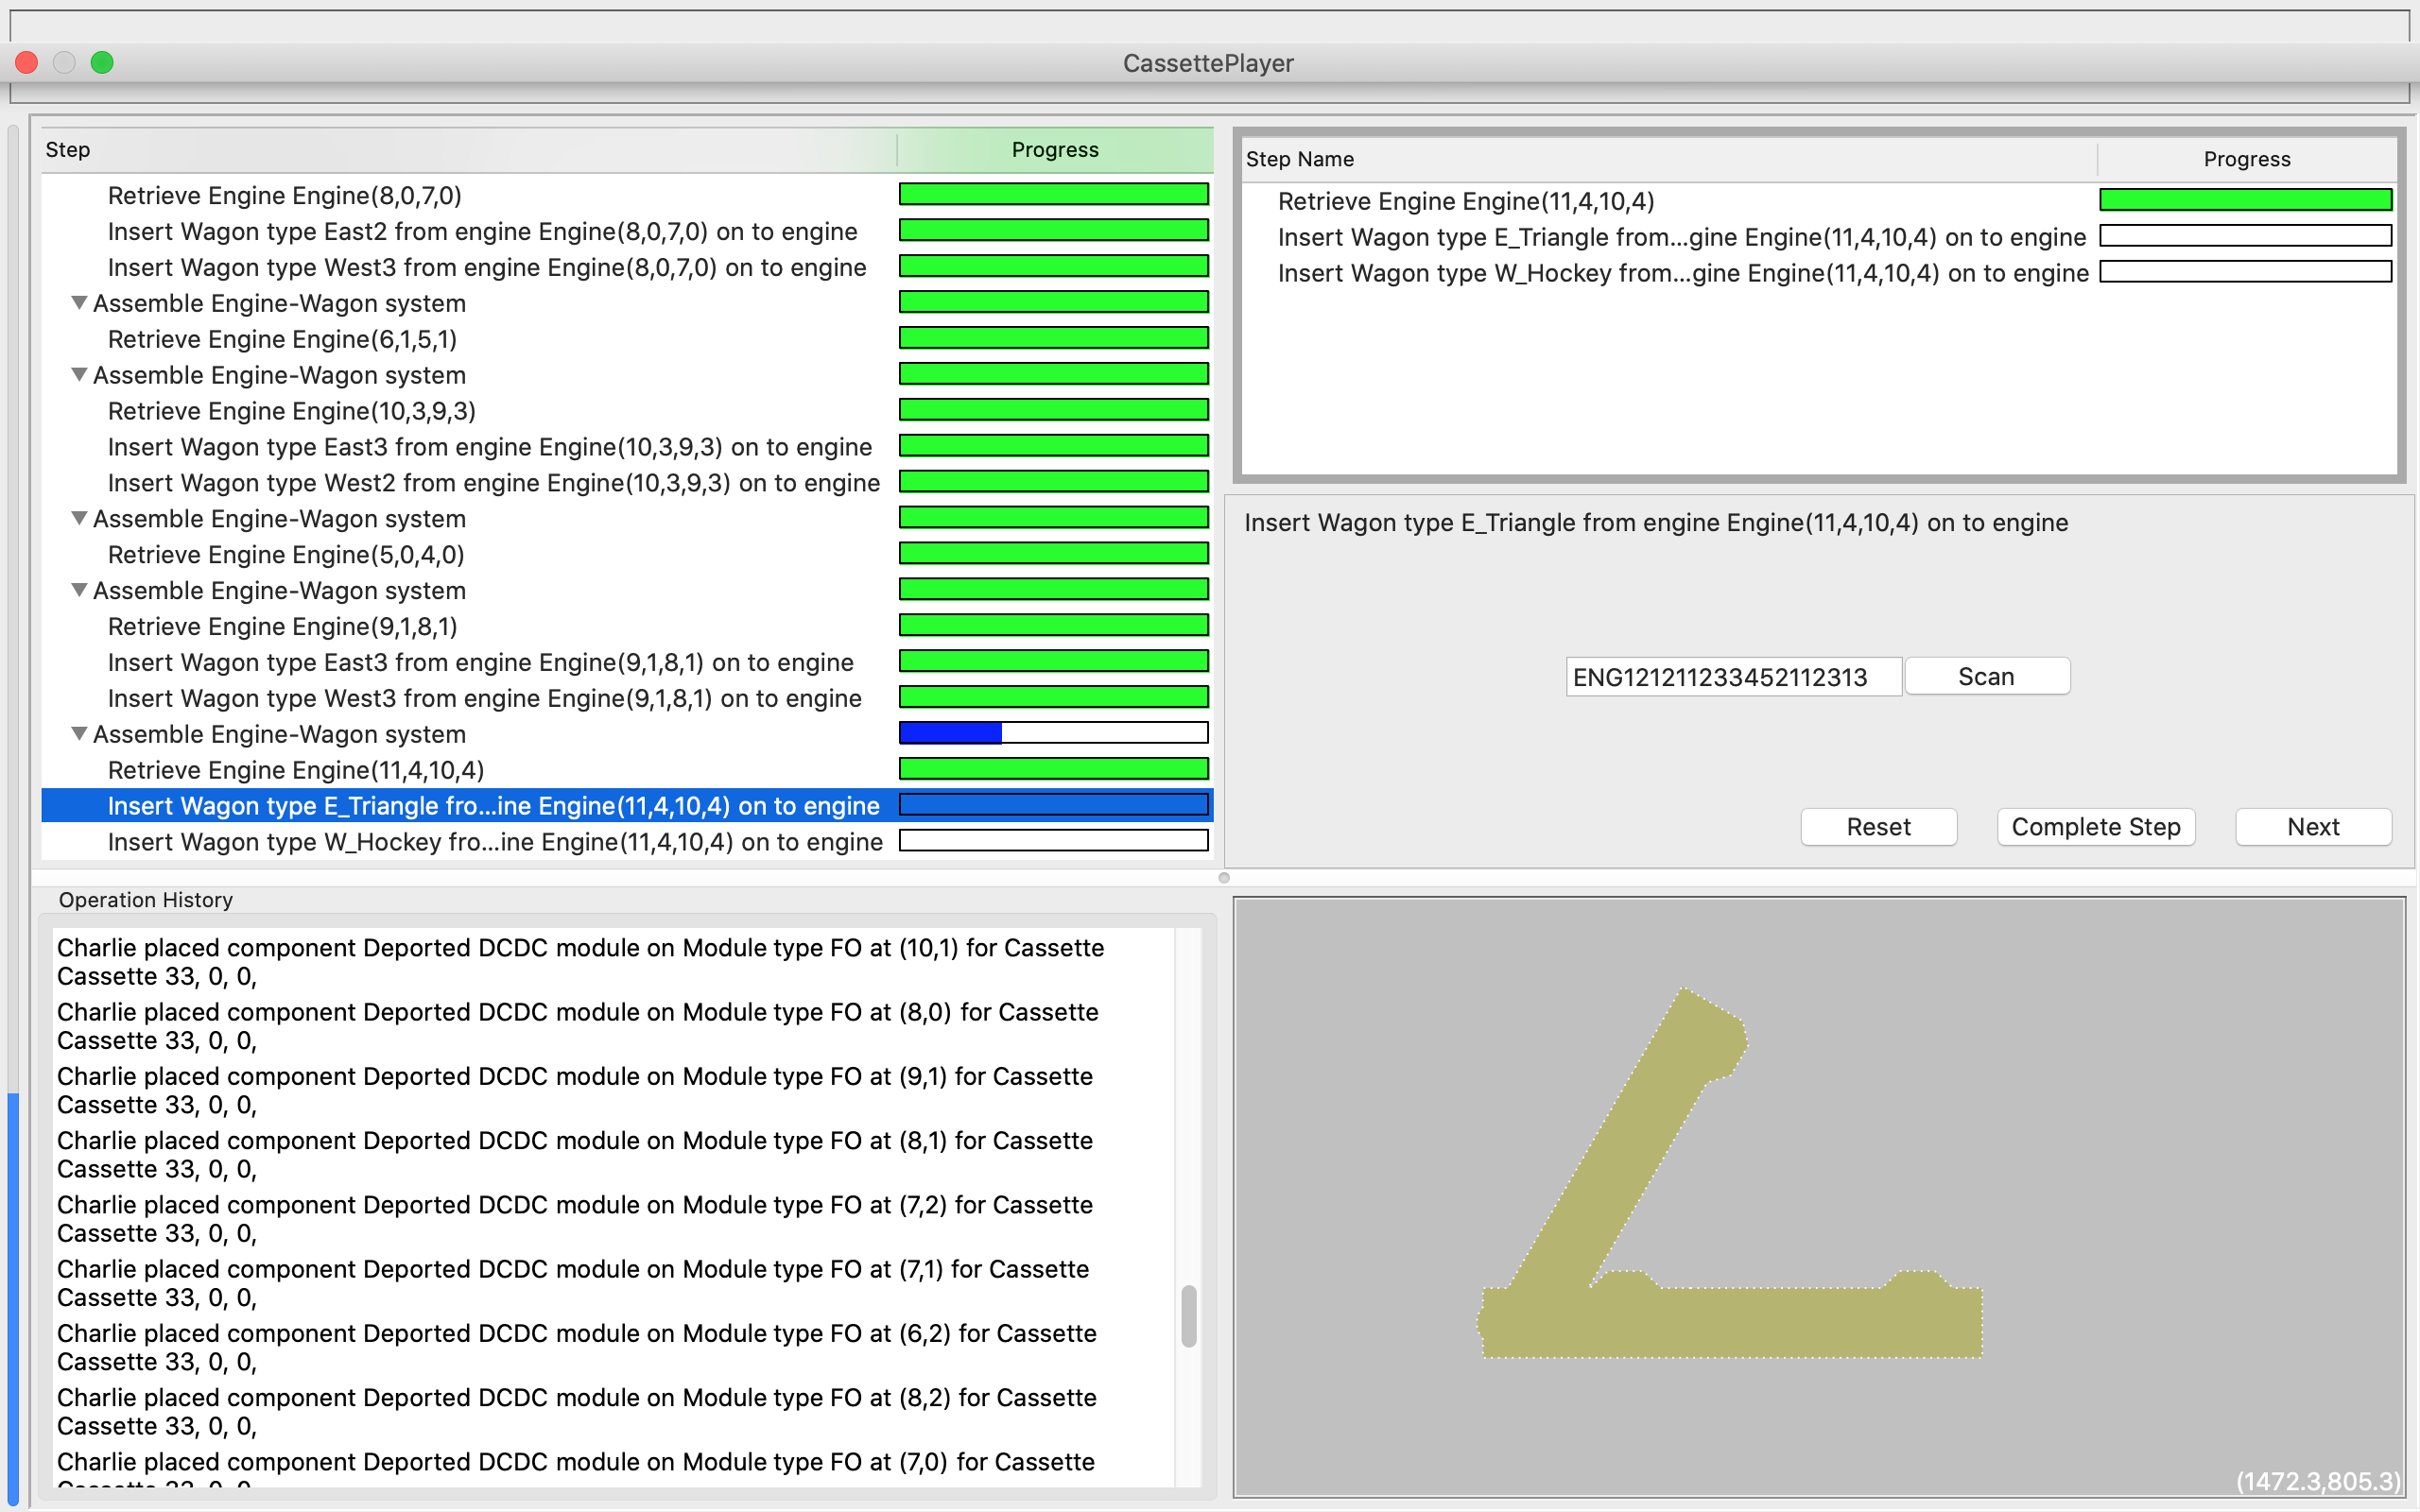 CassettePlayer
Step Progress
Retrieve Engine Engine(8,0,7,0)
Insert Wagon type East2 from engine Engine(8,0,7,0) on to engine
Insert Wagon type West3 from engine Engine(8,0,7,0) on to engine
Assemble Engine-Wagon system
Retrieve Engine Engine(6,1,5,1)
Assemble Engine-Wagon system
Retrieve Engine Engine(10,3,9,3)
Insert Wagon type East3 from engine Engine(10,3,9,3) on to engine
Insert Wagon type West2 from engine Engine(10,3,9,3) on to engine
Assemble Engine-Wagon system
Retrieve Engine Engine(5,0,4,0)
Assemble Engine-Wagon system
Retrieve Engine Engine(9,1,8,1)
Insert Wagon type East3 from engine Engine(9,1,8,1) on to engine
Insert Wagon type West3 from engine Engine(9,1,8,1) on to engine
Assemble Engine-Wagon system
Retrieve Engine Engine(11,4,10,4)
Insert Wagon type E_Triangle fro...ine Engine(11,4,10,4) on to engine
Insert Wagon type W_Hockey fro...ine Engine(11,4,10,4) on to engine
Step Name Progress
Retrieve Engine Engine(11,4,10,4)
Insert Wagon type E_Triangle from...gine Engine(11,4,10,4) on to engine
Insert Wagon type W_Hockey from...gine Engine(11,4,10,4) on to engine
Insert Wagon type E_Triangle from engine Engine(11,4,10,4) on to engine
ENG121211233452112313 Scan
Reset Complete Step Next
Operation History
Charlie placed component Deported DCDC module on Module type FO at (10,1) for Cassette
Cassette 33, 0, 0,
Charlie placed component Deported DCDC module on Module type FO at (8,0) for Cassette
Cassette 33, 0, 0,
Charlie placed component Deported DCDC module on Module type FO at (9,1) for Cassette
Cassette 33, 0, 0,
Charlie placed component Deported DCDC module on Module type FO at (8,1) for Cassette
Cassette 33, 0, 0,
Charlie placed component Deported DCDC module on Module type FO at (7,2) for Cassette
Cassette 33, 0, 0,
Charlie placed component Deported DCDC module on Module type FO at (7,1) for Cassette
Cassette 33, 0, 0,
Charlie placed component Deported DCDC module on Module type FO at (6,2) for Cassette
Cassette 33, 0, 0,
Charlie placed component Deported DCDC module on Module type FO at (8,2) for Cassette
Cassette 33, 0, 0,
Charlie placed component Deported DCDC module on Module type FO at (7,0) for Cassette
(1472.3,805.3)